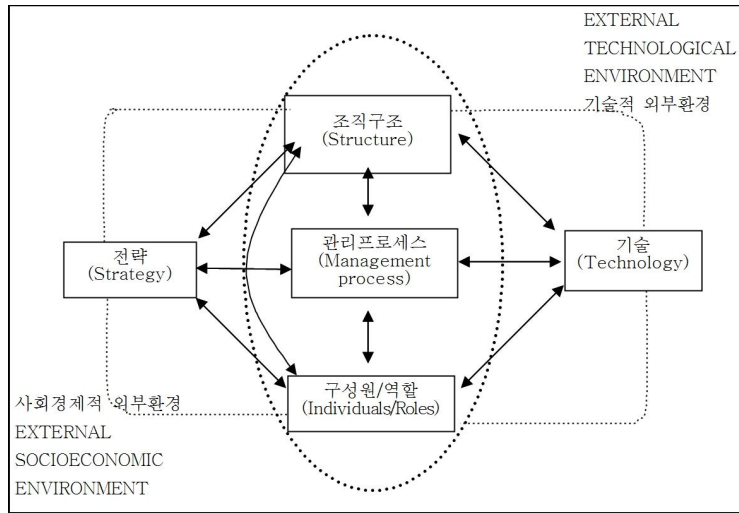 EXTERNAL
TECHNOLOGICAL
ENVIRONMENT
기술적 외부환경
조직구조
(Structure)
전략
(Strategy)
관리프로세스
(Management
process)
기술
(Technology)
구성원/역할
(Individuals/Roles)
사회경제적 외부환경
EXTERNAL
SOCIOECONOMIC
ENVIRONMENT